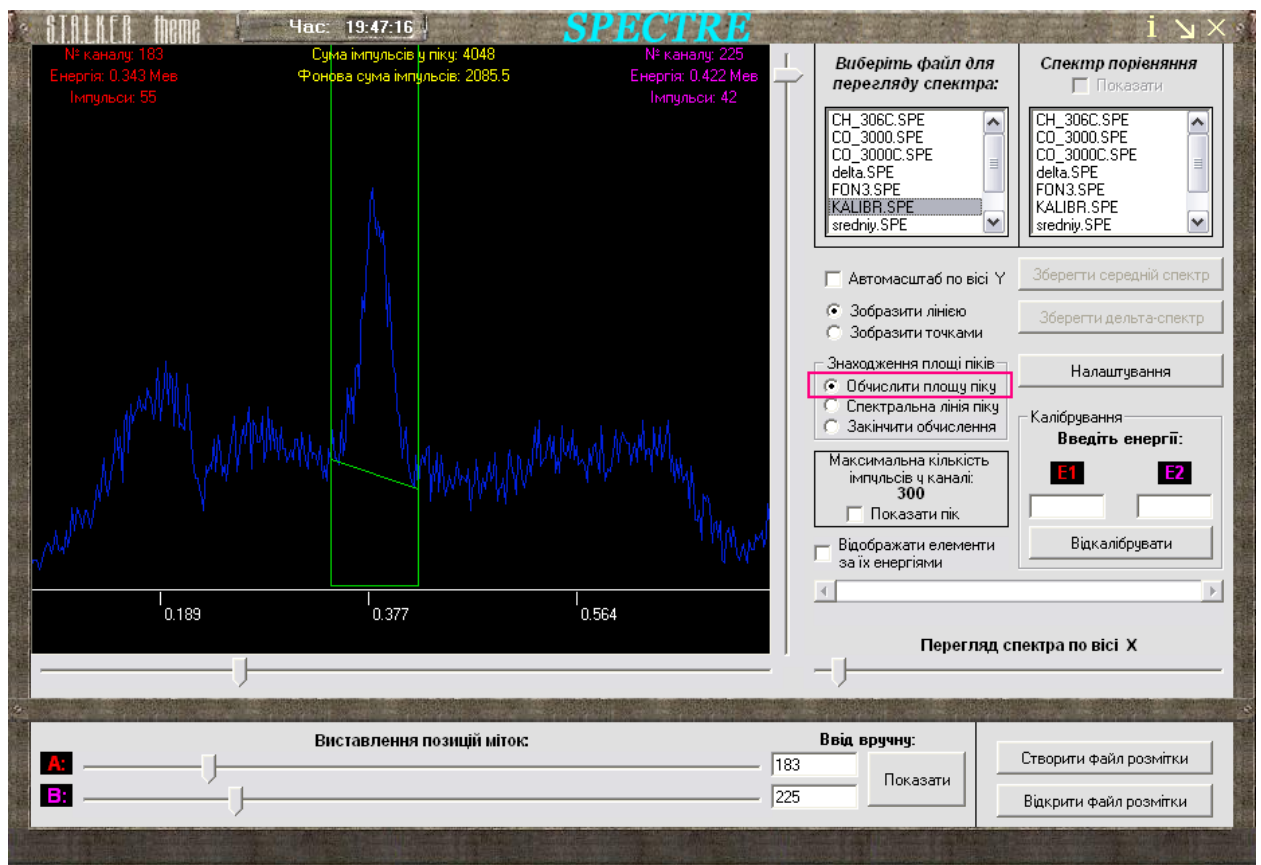 S.T.A.L.K.E.R. theme
Час: 19:47:16
SPECTRE
i
№ каналу: 183
Енергія: 0.343 Мев
Імпульси: 55
Сума імпульсів у піку: 4048
Фонова сума імпульсів: 2085.5
№ каналу: 225
Енергія: 0.422 Мев
Імпульси: 42
0.189
0.377
0.564
Виберіть файл для
перегляду спектра:
CH_306C.SPE
CO_3000.SPE
CO_3000C.SPE
delta.SPE
FON3.SPE
KALIBR.SPE
sredniy.SPE
Спектр порівняння
Показати
CH_306C.SPE
CO_3000.SPE
CO_3000C.SPE
delta.SPE
FON3.SPE
KALIBR.SPE
sredniy.SPE
Автомасштаб по вісі Y
Зобразити лінією
Зобразити точками
Зберегти середній спектр
Зберегти дельта-спектр
Знаходження площі піків
Обчислити площу піку
Спектральна лінія піку
Закінчити обчислення
Налаштування
Максимальна кількість
імпульсів у каналі:
300
Показати пік
Калібрування
Введіть енергії:
E1
E2
Відкалібрувати
Відображати елементи
за їх енергіями
Перегляд спектра по вісі X
Виставлення позицій міток:
A:
B:
Ввід вручну:
183
225
Показати
Створити файл розмітки
Відкрити файл розмітки